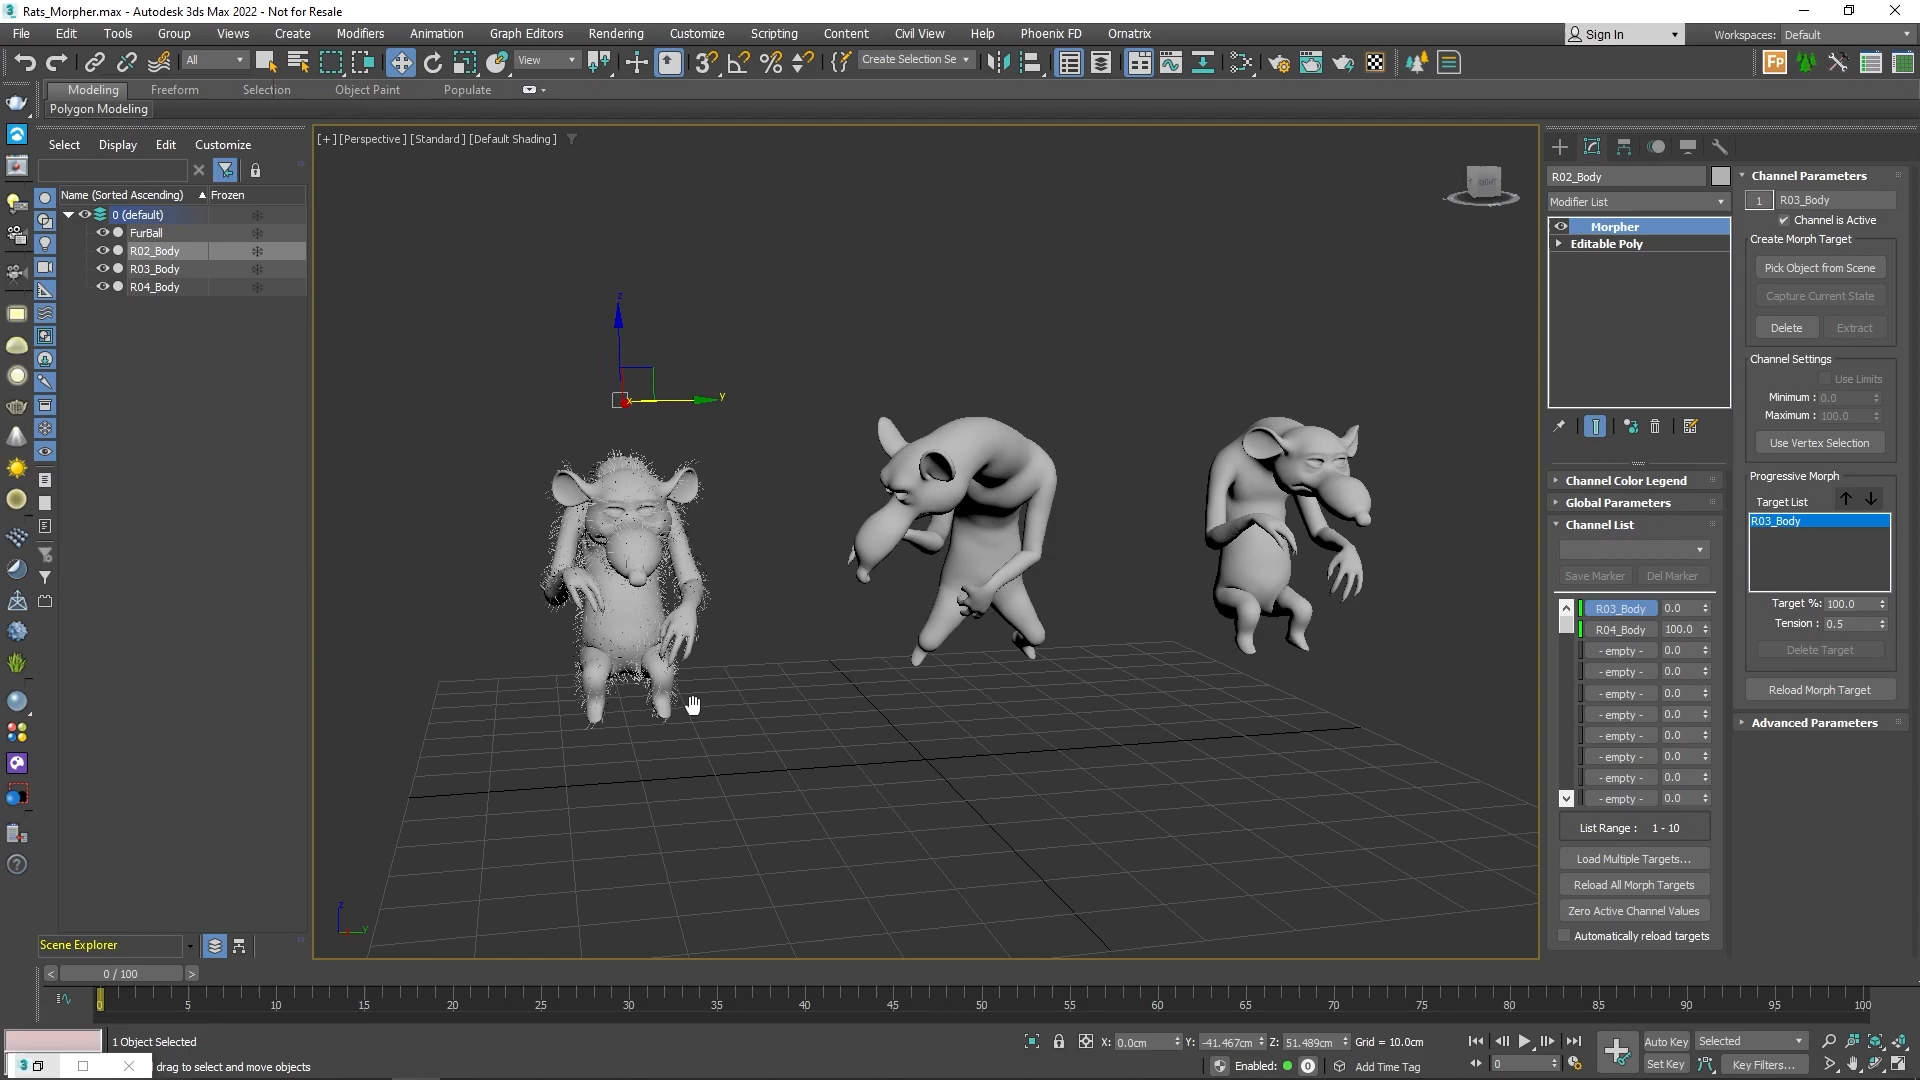 Rats_Morpher.max - Autodesk 3ds Max 2022 - Not for Resale
File Edit Tools Group Views Create Modifiers Animation Graph Editors Rendering Customize Scripting Content Civil View Help Phoenix FD Ornatrix
Sign In
Workspaces: Default
All
View
Create Selection Se
Fp
Modeling Freeform Selection Object Paint Populate
Polygon Modeling
Select Display Edit Customize
Name (Sorted Ascending) Frozen
0 (default)
FurBall
R02_Body
R03_Body
R04_Body
Scene Explorer
[+] [Perspective] [Standard] [Default Shading]
RIGHT
z
y
x
z
y
R02_Body
Modifier List
Morpher
Editable Poly
Channel Color Legend
Global Parameters
Channel List
Save Marker Del Marker
R03_Body 0.0
R04_Body 100.0
- empty - 0.0
- empty - 0.0
- empty - 0.0
- empty - 0.0
- empty - 0.0
- empty - 0.0
- empty - 0.0
- empty - 0.0
List Range : 1 - 10
Load Multiple Targets...
Reload All Morph Targets
Zero Active Channel Values
Automatically reload targets
Channel Parameters
1 R03_Body
Channel is Active
Create Morph Target
Pick Object from Scene
Capture Current State
Delete Extract
Channel Settings
Use Limits
Minimum : 0.0
Maximum : 100.0
Use Vertex Selection
Progressive Morph
Target List
R03_Body
Target %: 100.0
Tension : 0.5
Delete Target
Reload Morph Target
Advanced Parameters
< 0 / 100 >
0 5 10 15 20 25 30 35 40 45 50 55 60 65 70 75 80 85 90 95 100
1 Object Selected
drag to select and move objects
X: 0.0cm Y: -41.467cm Z: 51.489cm Grid = 10.0cm
Enabled: 0 Add Time Tag
0
Auto Key Selected
Set Key Key Filters...